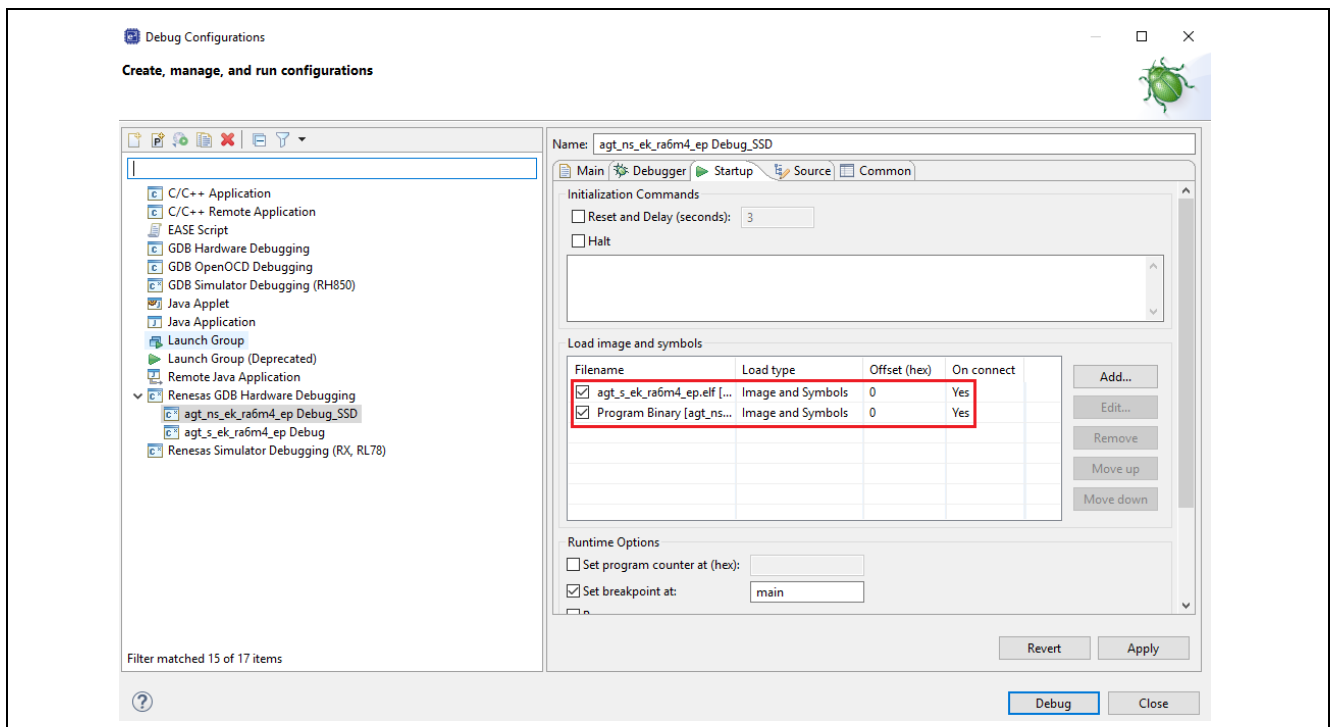 Debug Configurations
Create, manage, and run configurations
Name: agt_ns_ek_ra6m4_ep Debug_SSD
Main Debugger Startup Source Common
C/C++ Application
C/C++ Remote Application
EASE Script
GDB Hardware Debugging
GDB OpenOCD Debugging
GDB Simulator Debugging (RH850)
Java Applet
Java Application
Launch Group
Launch Group (Deprecated)
Remote Java Application
Renesas GDB Hardware Debugging
agt_ns_ek_ra6m4_ep Debug_SSD
agt_s_ek_ra6m4_ep Debug
Renesas Simulator Debugging (RX, RL78)
Filter matched 15 of 17 items
Initialization Commands
Reset and Delay (seconds): 3
Halt
Load image and symbols
Filename Load type Offset (hex) On connect
agt_s_ek_ra6m4_ep.elf [... Image and Symbols 0 Yes
Program Binary [agt_ns... Image and Symbols 0 Yes
Add...
Edit...
Remove
Move up
Move down
Runtime Options
Set program counter at (hex):
Set breakpoint at: main
Revert Apply
Debug Close